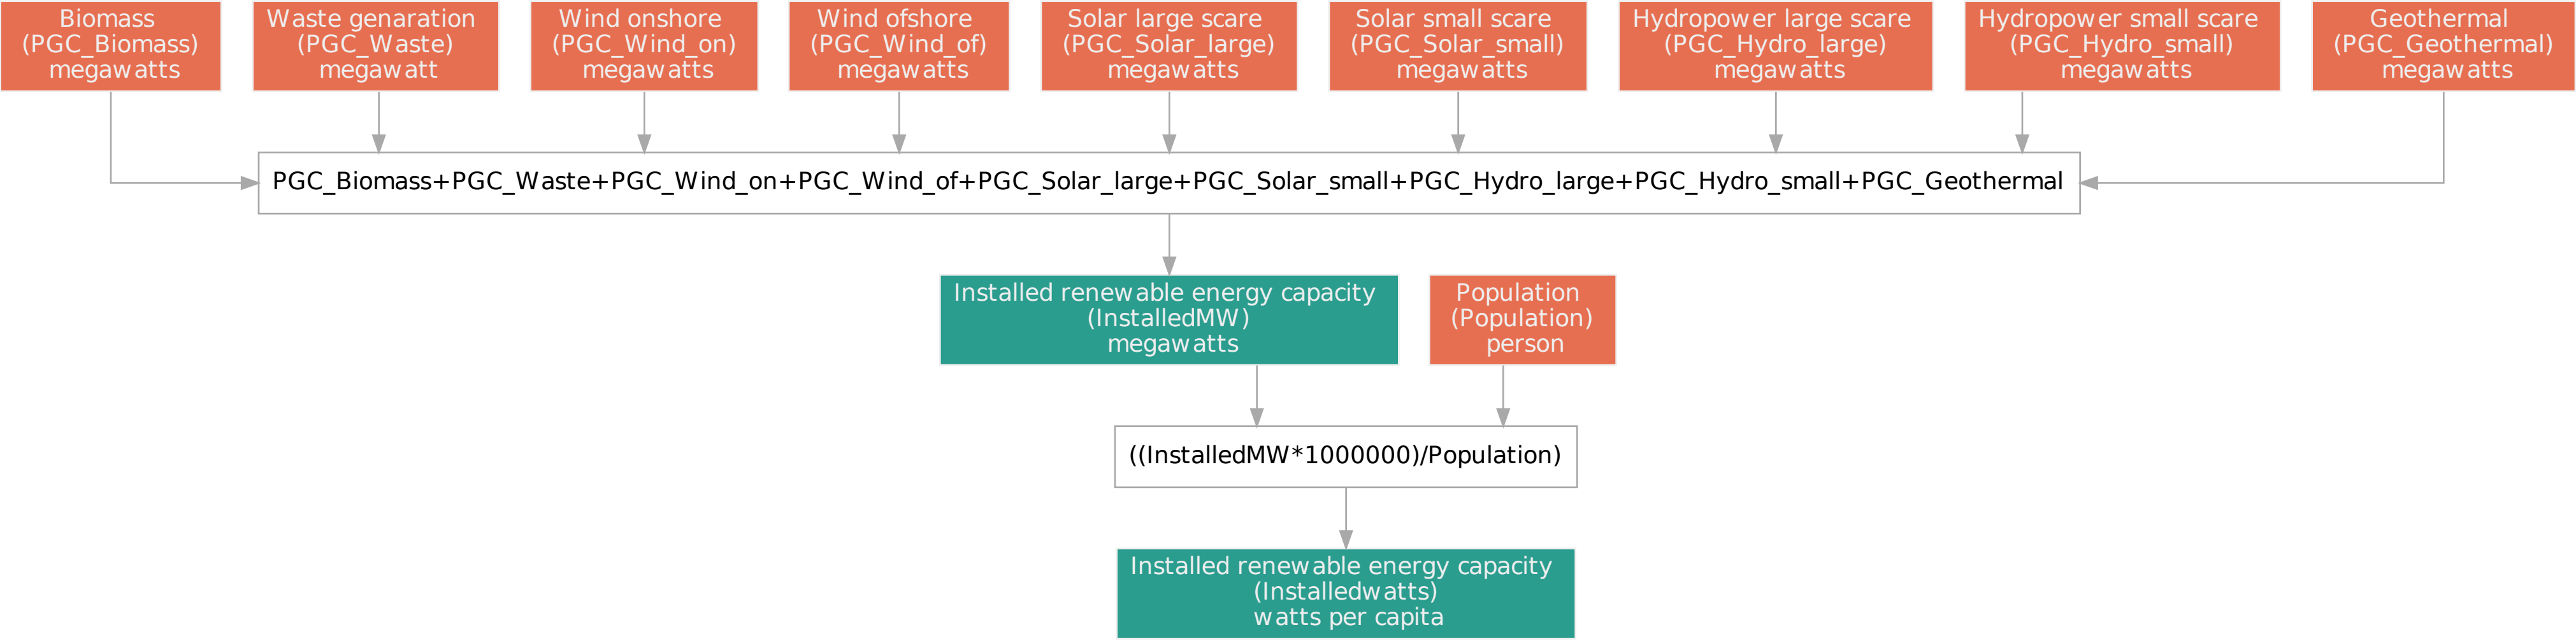 Biomass
(PGC_Biomass)
megawatts
Waste genaration
(PGC_Waste)
megawatt
Wind onshore
(PGC_Wind_on)
megawatts
Wind ofshore
(PGC_Wind_of)
megawatts
Solar large scare
(PGC_Solar_large)
megawatts
Solar small scare
(PGC_Solar_small)
megawatts
Hydropower large scare
(PGC_Hydro_large)
megawatts
Hydropower small scare
(PGC_Hydro_small)
megawatts
Geothermal
(PGC_Geothermal)
megawatts
PGC_Biomass+PGC_Waste+PGC_Wind_on+PGC_Wind_of+PGC_Solar_large+PGC_Solar_small+PGC_Hydro_large+PGC_Hydro_small+PGC_Geothermal
Installed renewable energy capacity
(InstalledMW)
megawatts
Population
(Population)
person
((InstalledMW*1000000)/Population)
Installed renewable energy capacity
(Installedwatts)
watts per capita